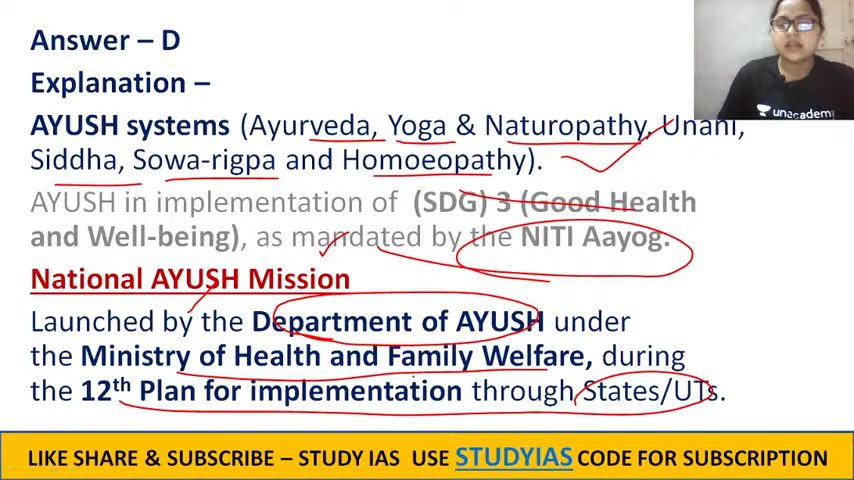 Answer – D
Explanation –
AYUSH systems (Ayurveda, Yoga & Naturopathy, Unani,
Siddha, Sowa-rigpa and Homoeopathy).
AYUSH in implementation of (SDG) 3 (Good Health
and Well-being), as mandated by the NITI Aayog.
National AYUSH Mission
Launched by the Department of AYUSH under
the Ministry of Health and Family Welfare, during
the 12th Plan for implementation through States/UTs.
LIKE SHARE & SUBSCRIBE – STUDY IAS USE STUDYIAS CODE FOR SUBSCRIPTION
unacademy